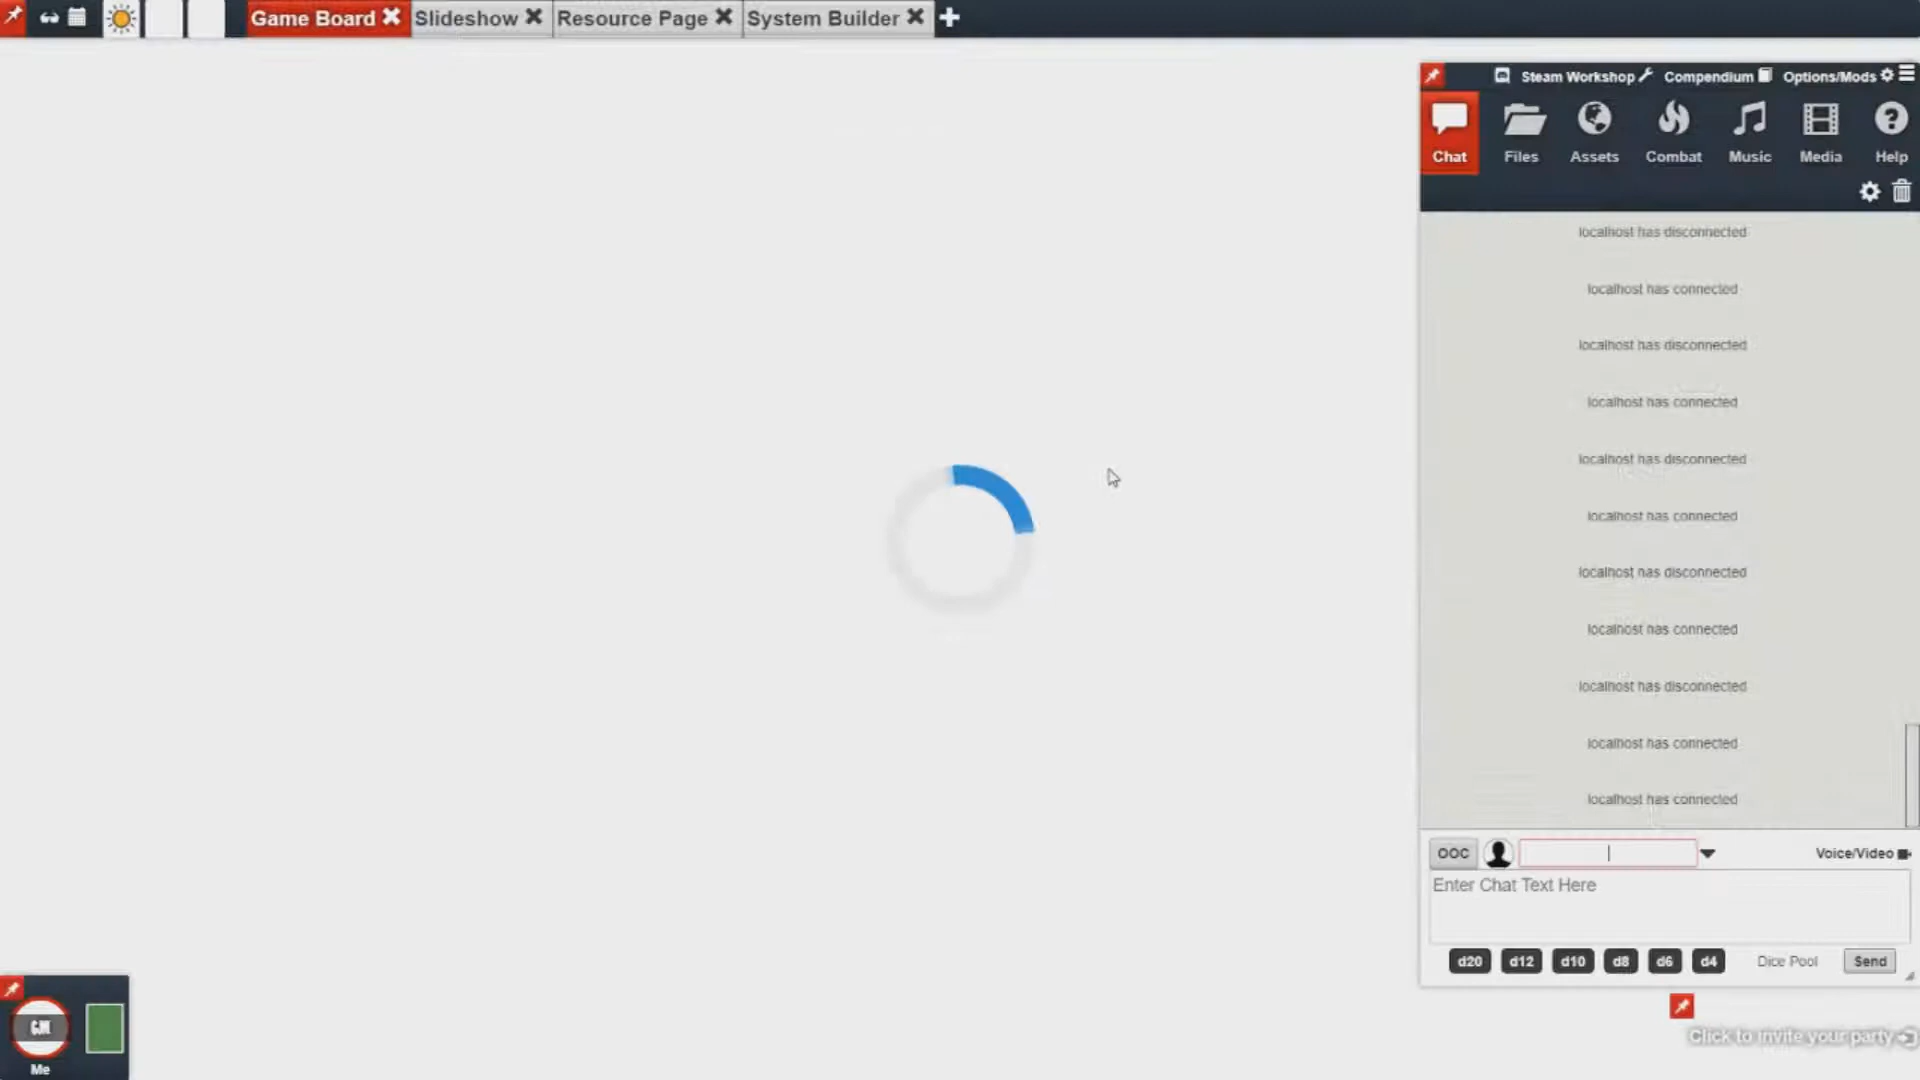 Game Board Slideshow Resource Page System Builder
Steam Workshop Compendium Options/Mods
Chat Files Assets Combat Music Media Help
localhost has disconnected
localhost has connected
localhost has disconnected
localhost has connected
localhost has disconnected
localhost has connected
localhost has disconnected
localhost has connected
localhost has disconnected
localhost has connected
localhost has connected
OOC Voice/Video
Enter Chat Text Here
d20 d12 d10 d8 d6 d4 Dice Pool Send
GM
Me
Click to invite your party